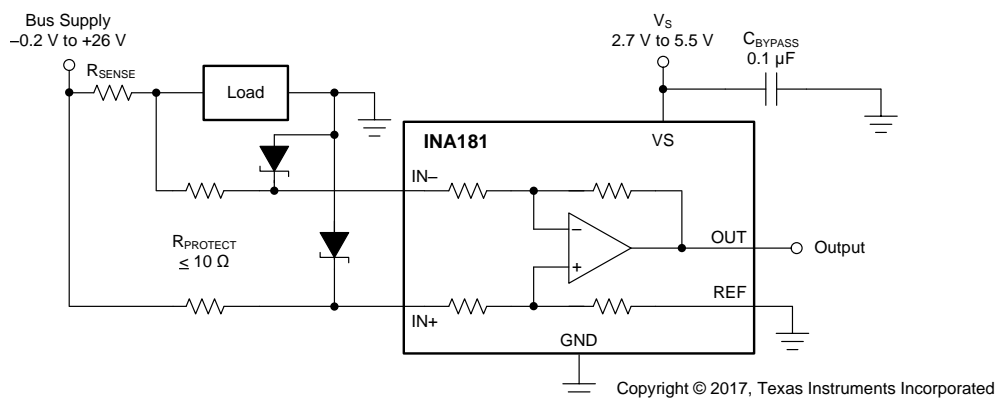 Bus Supply
–0.2 V to +26 V
RSENSE
Load
VS
2.7 V to 5.5 V
CBYPASS
0.1 µF
INA181
VS
IN–
RPROTECT
≤ 10 Ω
–
+
OUT
Output
REF
IN+
GND
Copyright © 2017, Texas Instruments Incorporated